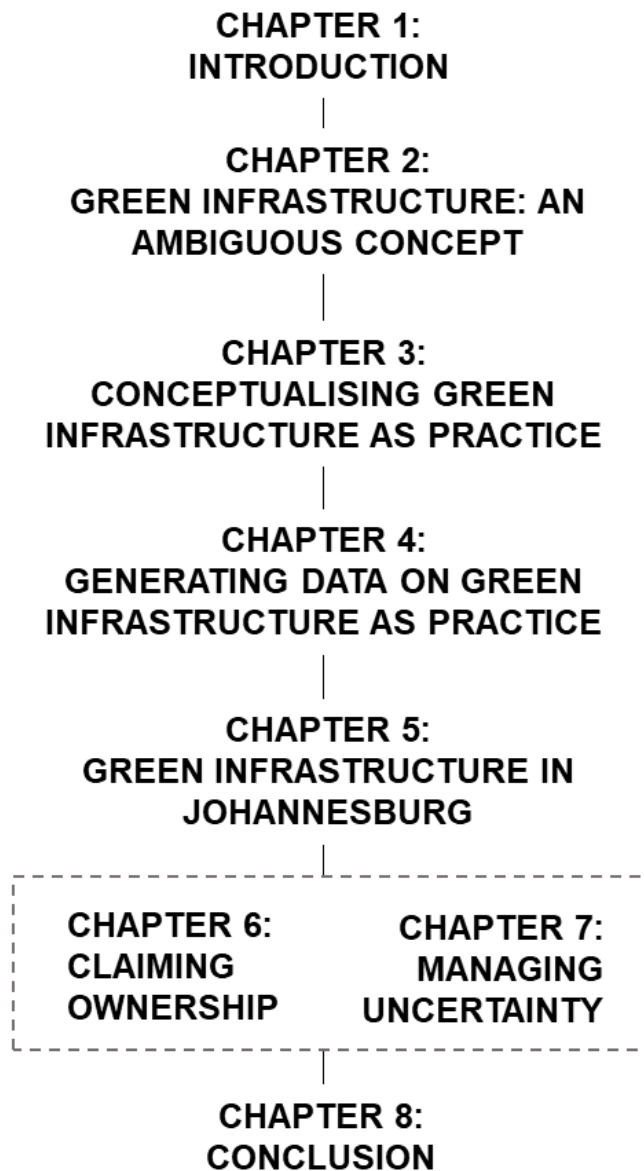 CHAPTER 1:
INTRODUCTION
CHAPTER 2:
GREEN INFRASTRUCTURE: AN
AMBIGUOUS CONCEPT
CHAPTER 3:
CONCEPTUALISING GREEN
INFRASTRUCTURE AS PRACTICE
CHAPTER 4:
GENERATING DATA ON GREEN
INFRASTRUCTURE AS PRACTICE
CHAPTER 5:
GREEN INFRASTRUCTURE IN
JOHANNESBURG
CHAPTER 6:
CLAIMING
OWNERSHIP
CHAPTER 7:
MANAGING
UNCERTAINTY
CHAPTER 8:
CONCLUSION